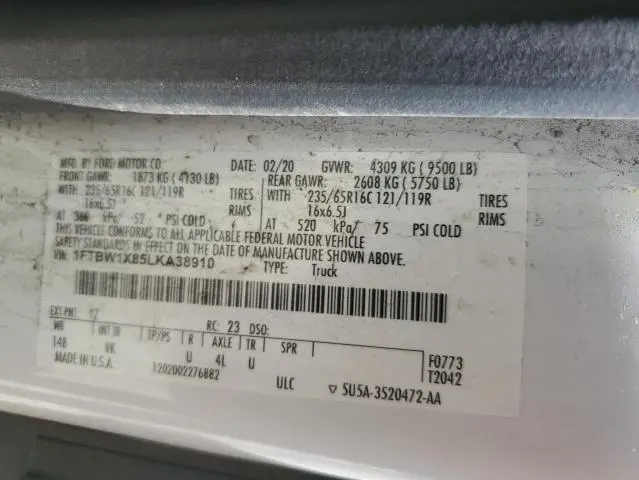 MFD. BY FORD MOTOR CO. DATE: 02/20 GVWR: 4309 KG ( 9500 LB)
FRONT GAWR: 1873 KG ( 4130 LB) REAR GAWR: 2608 KG ( 5750 LB)
WITH 235/65R16C 121/119R TIRES WITH 235/65R16C 121/119R TIRES
16x6.5J RIMS 16x6.5J RIMS
AT 360 kPa/ 52 PSI COLD AT 520 kPa/ 75 PSI COLD
THIS VEHICLE CONFORMS TO ALL APPLICABLE FEDERAL MOTOR VEHICLE
SAFETY STANDARDS IN EFFECT ON THE DATE OF MANUFACTURE SHOWN ABOVE.
VIN: 1FTBW1X85LKA38910 TYPE: Truck
EXT PNT: YZ RC: 23 DSO:
WB INT TR TP/PS R AXLE TR SPR F0773
148 VK U 4L U T2042
MADE IN U.S.A. 1202002276882 ULC ▽ 5U5A-3520472-AA